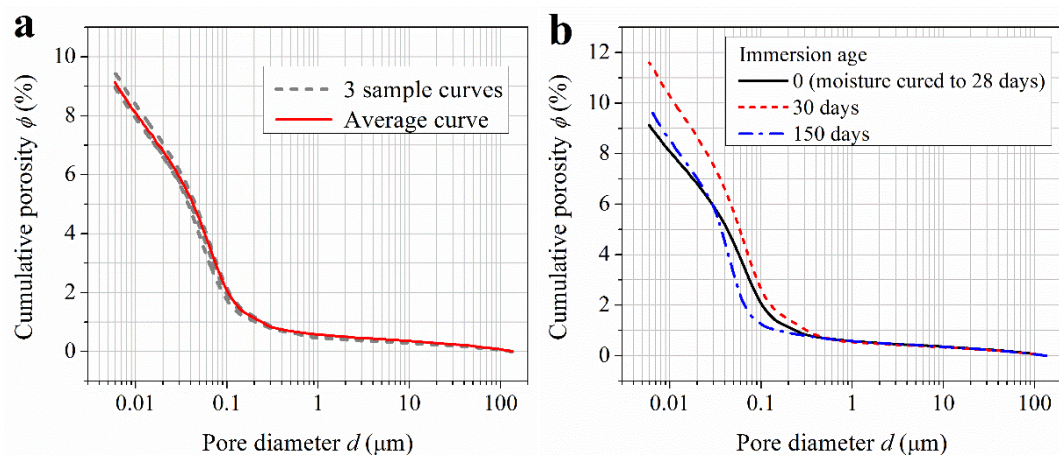 a
10
8
6
4
2
0
Cumulative porosity ϕ (%)
3 sample curves
Average curve
0.01 0.1 1 10 100
Pore diameter d (μm)
b
12
10
8
6
4
2
0
Cumulative porosity ϕ (%)
Immersion age
0 (moisture cured to 28 days)
30 days
150 days
0.01 0.1 1 10 100
Pore diameter d (μm)